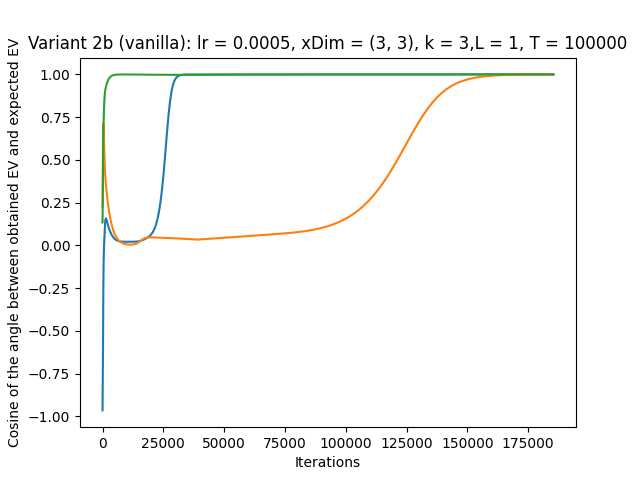 Variant 2b (vanilla): lr = 0.0005, xDim = (3, 3), k = 3,L = 1, T = 100000
Cosine of the angle between obtained EV and expected EV
1.00
0.75
0.50
0.25
0.00
−0.25
−0.50
−0.75
−1.00
0 25000 50000 75000 100000 125000 150000 175000
Iterations